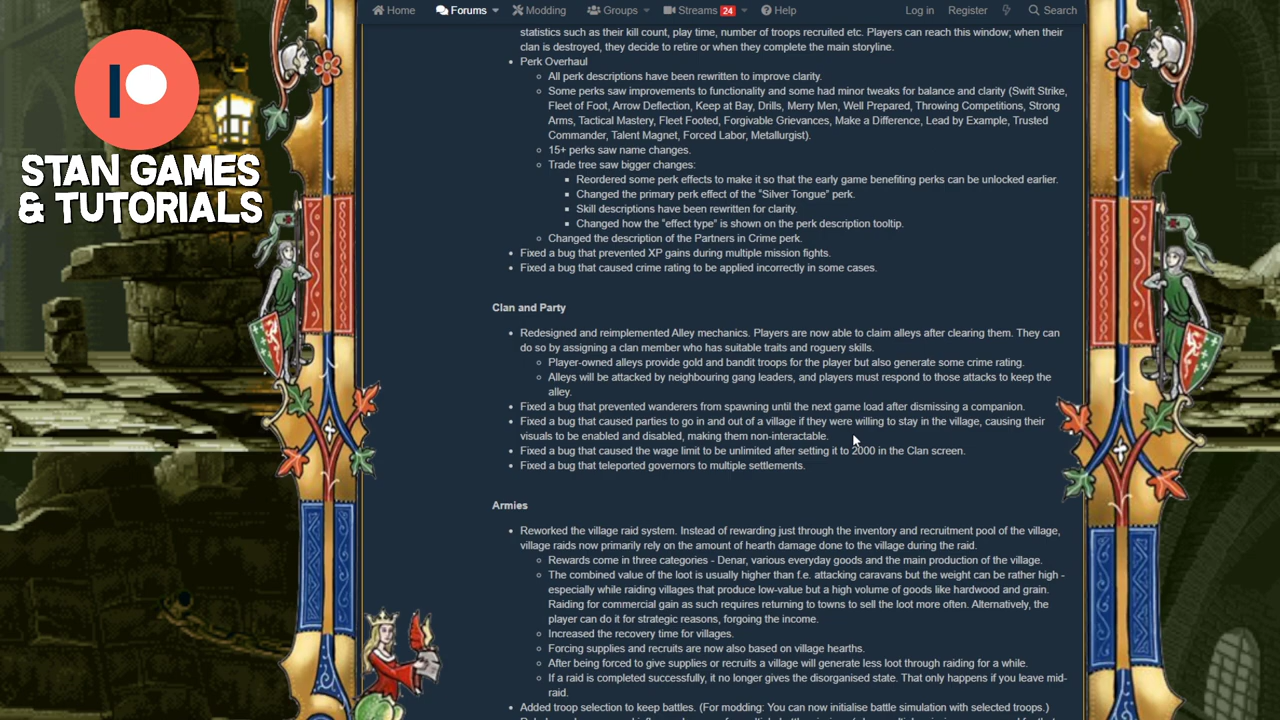 Home
Forums
Modding
Groups
Streams 24
Help
Log in
Register
Search
STAN GAMES
& TUTORIALS
statistics such as their kill count, play time, number of troops recruited etc. Players can reach this window; when their
clan is destroyed, they decide to retire or when they complete the main storyline.
Perk Overhaul
All perk descriptions have been rewritten to improve clarity.
Some perks saw improvements to functionality and some had minor tweaks for balance and clarity (Swift Strike,
Fleet of Foot, Arrow Deflection, Keep at Bay, Drills, Merry Men, Well Prepared, Throwing Competitions, Strong
Arms, Tactical Mastery, Fleet Footed, Forgivable Grievances, Make a Difference, Lead by Example, Trusted
Commander, Talent Magnet, Forced Labor, Metallurgist).
15+ perks saw name changes.
Trade tree saw bigger changes:
Reordered some perk effects to make it so that the early game benefiting perks can be unlocked earlier.
Changed the primary perk effect of the "Silver Tongue" perk.
Skill descriptions have been rewritten for clarity.
Changed how the "effect type" is shown on the perk description tooltip.
Changed the description of the Partners in Crime perk.
Fixed a bug that prevented XP gains during multiple mission fights.
Fixed a bug that caused crime rating to be applied incorrectly in some cases.
Clan and Party
Redesigned and reimplemented Alley mechanics. Players are now able to claim alleys after clearing them. They can
do so by assigning a clan member who has suitable traits and roguery skills.
Player-owned alleys provide gold and bandit troops for the player but also generate some crime rating.
Alleys will be attacked by neighbouring gang leaders, and players must respond to those attacks to keep the
alley.
Fixed a bug that prevented wanderers from spawning until the next game load after dismissing a companion.
Fixed a bug that caused parties to go in and out of a village if they were willing to stay in the village, causing their
visuals to be enabled and disabled, making them non-interactable.
Fixed a bug that caused the wage limit to be unlimited after setting it to 2000 in the Clan screen.
Fixed a bug that teleported governors to multiple settlements.
Armies
Reworked the village raid system. Instead of rewarding just through the inventory and recruitment pool of the village,
village raids now primarily rely on the amount of hearth damage done to the village during the raid.
Rewards come in three categories - Denar, various everyday goods and the main production of the village.
The combined value of the loot is usually higher than f.e. attacking caravans but the weight can be rather high -
especially while raiding villages that produce low-value but a high volume of goods like hardwood and grain.
Raiding for commercial gain as such requires returning to towns to sell the loot more often. Alternatively, the
player can do it for strategic reasons, forgoing the income.
Increased the recovery time for villages.
Forcing supplies and recruits are now also based on village hearths.
After being forced to give supplies or recruits a village will generate less loot through raiding for a while.
If a raid is completed successfully, it no longer gives the disorganised state. That only happens if you leave mid-
raid.
Added troop selection to keep battles. (For modding: You can now initialise battle simulation with selected troops.)